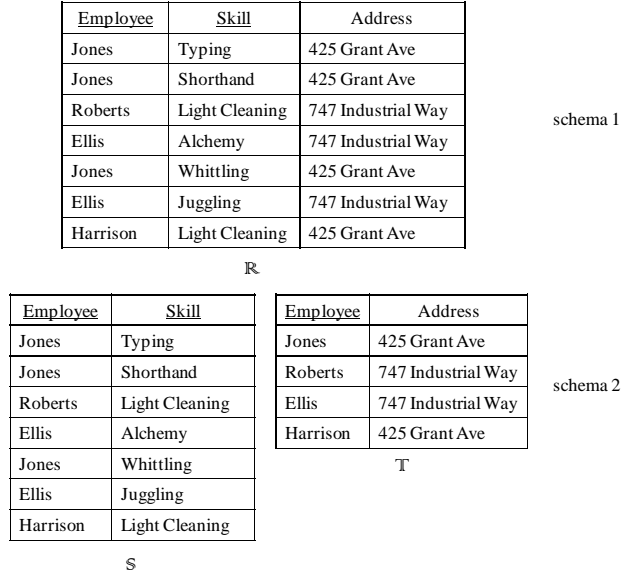 Employee Skill Address
Jones Typing 425 Grant Ave
Jones Shorthand 425 Grant Ave
Roberts Light Cleaning 747 Industrial Way
schema 1
Ellis Alchemy 747 Industrial Way
Jones Whittling 425 Grant Ave
Ellis Juggling 747 Industrial Way
Harrison Light Cleaning 425 Grant Ave
ℝ
Employee Skill
Jones Typing
Jones Shorthand
Roberts Light Cleaning
Ellis Alchemy
Jones Whittling
Ellis Juggling
Harrison Light Cleaning
𝕊
Employee Address
Jones 425 Grant Ave
Roberts 747 Industrial Way
Ellis 747 Industrial Way
Harrison 425 Grant Ave
𝕋
schema 2